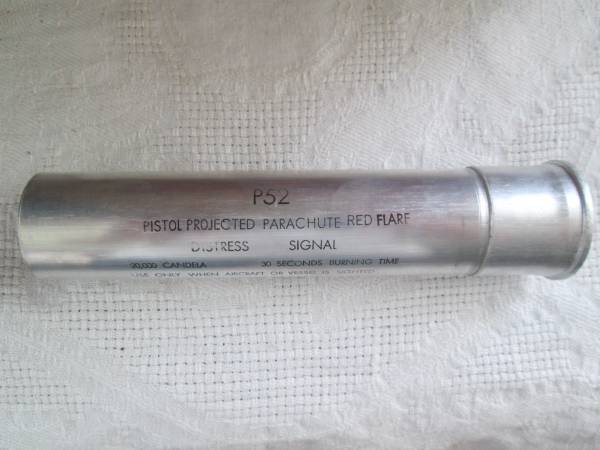 P52
PISTOL PROJECTED PARACHUTE RED FLARE
DISTRESS SIGNAL
20,000 CANDELA 30 SECONDS BURNING TIME
USE ONLY WHEN AIRCRAFT OR VESSEL IS SIGHTED